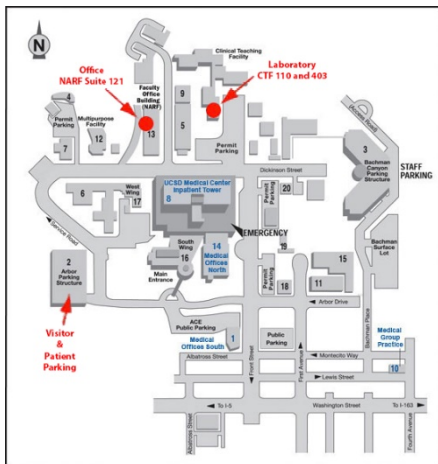 N
Office
NARF Suite 121
Laboratory
CTF 110 and 403
Clinical Teaching
Facility
Faculty
Office
Building
(NARF)
13
4
Permit
Parking
7
Multipurpose
Facility
12
9
5
Permit
Parking
Access Road
3
Bachman
Canyon
Parking
Structure
STAFF
PARKING
Dickinson Street
6
West
Wing
17
UCSD Medical Center
Inpatient Tower
8
Permit
Parking
20
EMERGENCY
Service Road
South
Wing
16
14
Medical
Offices
North
19
Bachman
Surface
Lot
2
Arbor
Parking
Structure
Main
Entrance
Permit
Parking
18
15
11
Arbor Drive
Visitor
&
Patient
Parking
ACE
Public Parking
Medical
Offices South
1
Public
Parking
Bachman Place
Medical
Group
Practice
10
Albatross Street
Front Street
First Avenue
Montecito Way
Lewis Street
To I-5
Washington Street
To I-163
Albatross Street
Fourth Avenue